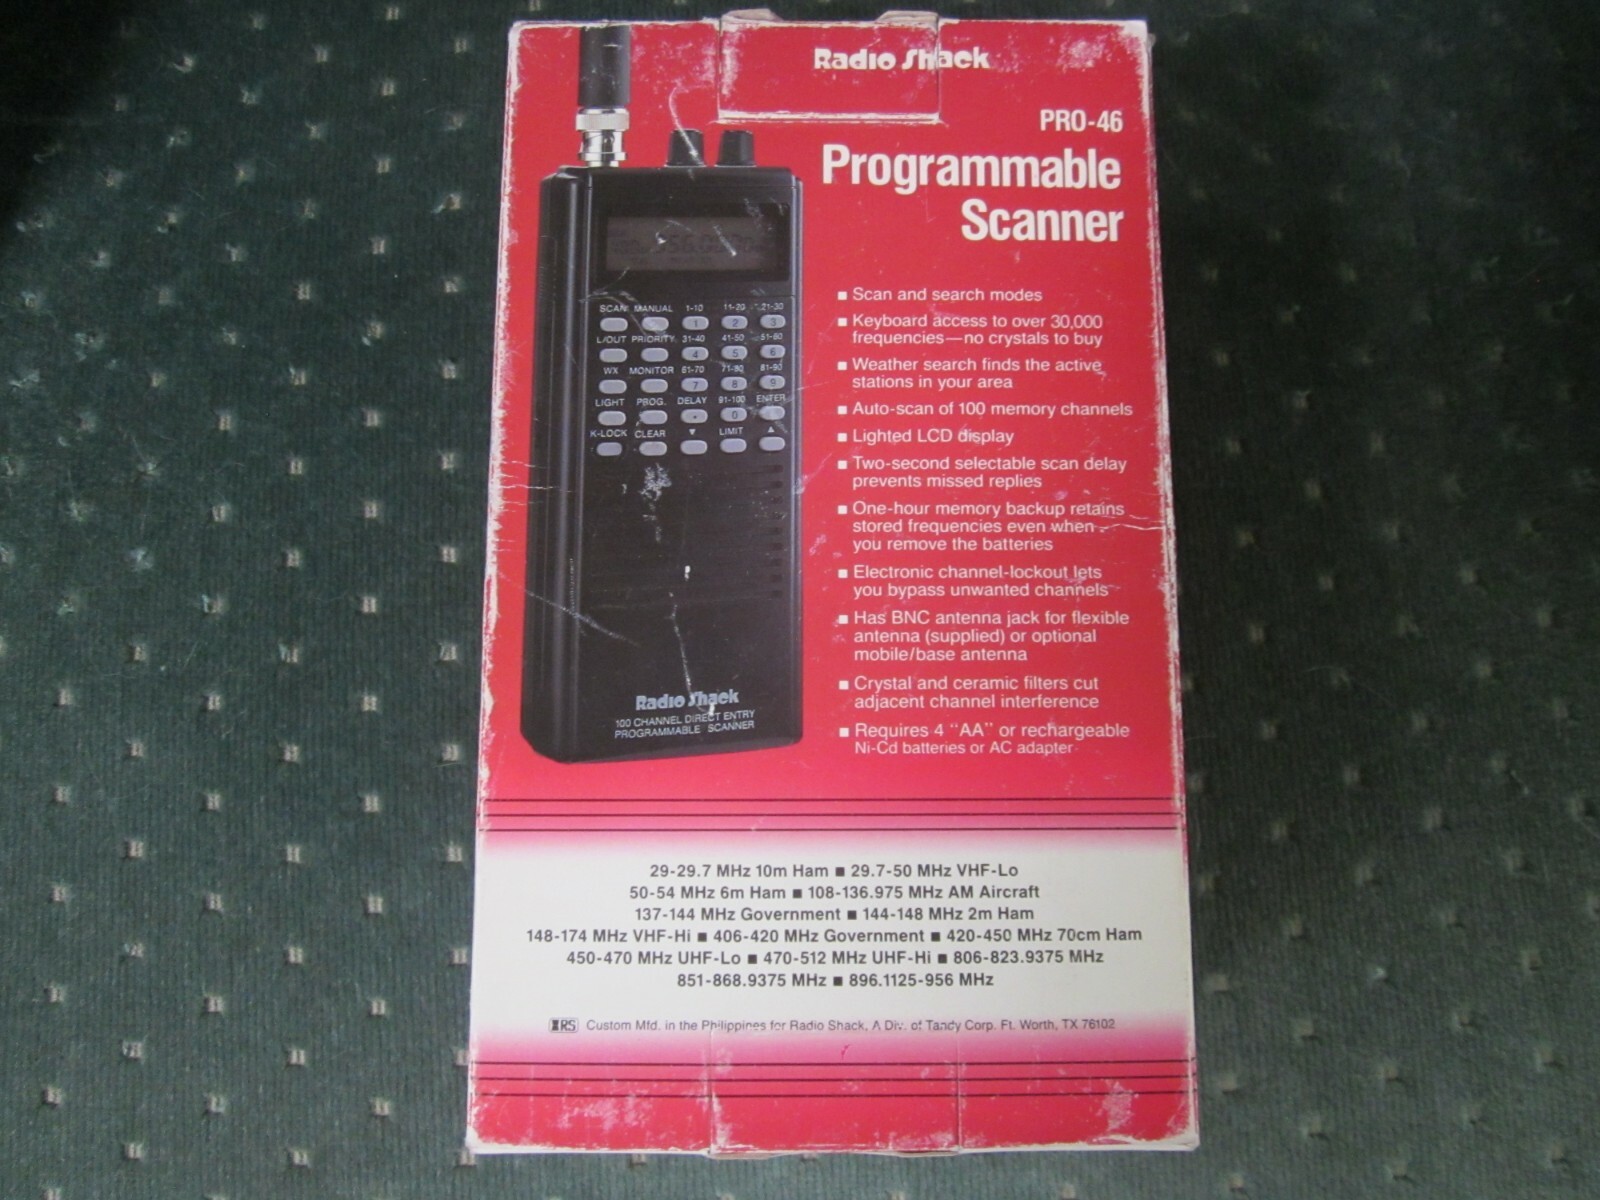 Radio Shack
PRO-46
Programmable
Scanner
SCAN MANUAL 1-10 11-20 21-30
1 2 3
L/OUT PRIORITY 31-40 41-50 51-60
4 5 6
WX MONITOR 61-70 71-80 81-90
7 8 9
LIGHT PROG. DELAY 91-100 ENTER
. 0
K-LOCK CLEAR ▼ LIMIT ▲
Radio Shack
100 CHANNEL DIRECT ENTRY
PROGRAMMABLE SCANNER
■ Scan and search modes
■ Keyboard access to over 30,000
frequencies—no crystals to buy
■ Weather search finds the active
stations in your area
■ Auto-scan of 100 memory channels
■ Lighted LCD display
■ Two-second selectable scan delay
prevents missed replies
■ One-hour memory backup retains
stored frequencies even when
you remove the batteries
■ Electronic channel-lockout lets
you bypass unwanted channels
■ Has BNC antenna jack for flexible
antenna (supplied) or optional
mobile/base antenna
■ Crystal and ceramic filters cut
adjacent channel interference
■ Requires 4 "AA" or rechargeable
Ni-Cd batteries or AC adapter
29-29.7 MHz 10m Ham ■ 29.7-50 MHz VHF-Lo
50-54 MHz 6m Ham ■ 108-136.975 MHz AM Aircraft
137-144 MHz Government ■ 144-148 MHz 2m Ham
148-174 MHz VHF-Hi ■ 406-420 MHz Government ■ 420-450 MHz 70cm Ham
450-470 MHz UHF-Lo ■ 470-512 MHz UHF-Hi ■ 806-823.9375 MHz
851-868.9375 MHz ■ 896.1125-956 MHz
RS Custom Mfd. in the Philippines for Radio Shack, A Div. of Tandy Corp. Ft. Worth, TX 76102